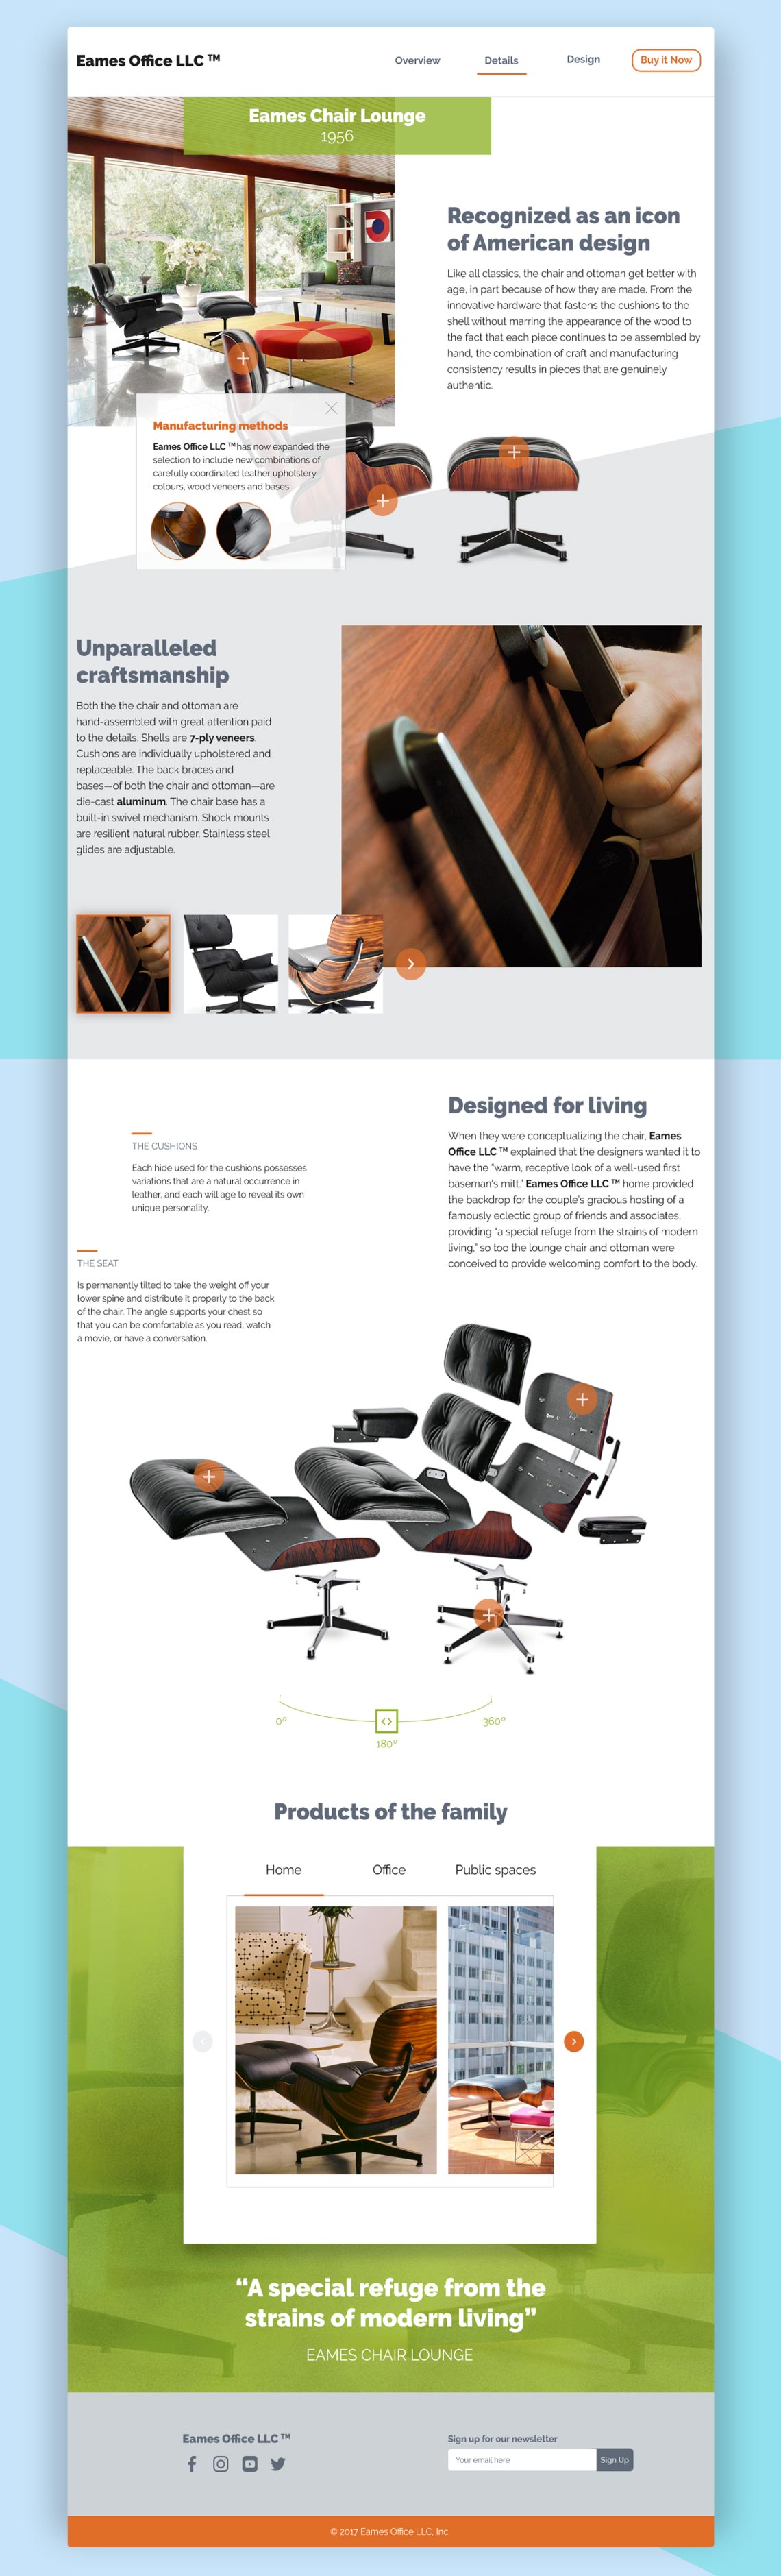 Eames Office LLC ™
Overview
Details
Design
Buy it Now
Eames Chair Lounge
1956
Recognized as an icon
of American design
Like all classics, the chair and ottoman get better with
age, in part because of how they are made. From the
innovative hardware that fastens the cushions to the
shell without marring the appearance of the wood to
the fact that each piece continues to be assembled by
hand, the combination of craft and manufacturing
consistency results in pieces that are genuinely
authentic.
Manufacturing methods
Eames Office LLC ™ has now expanded the
selection to include new combinations of
carefully coordinated leather upholstery
colours, wood veneers and bases.
Unparalleled
craftsmanship
Both the the chair and ottoman are
hand-assembled with great attention paid
to the details. Shells are 7-ply veneers.
Cushions are individually upholstered and
replaceable. The back braces and
bases—of both the chair and ottoman—are
die-cast aluminum. The chair base has a
built-in swivel mechanism. Shock mounts
are resilient natural rubber. Stainless steel
glides are adjustable.
Designed for living
When they were conceptualizing the chair, Eames
Office LLC ™ explained that the designers wanted it to
have the “warm, receptive look of a well-used first
baseman's mitt.” Eames Office LLC ™ home provided
the backdrop for the couple's gracious hosting of a
famously eclectic group of friends and associates,
providing “a special refuge from the strains of modern
living,” so too the lounge chair and ottoman were
conceived to provide welcoming comfort to the body.
THE CUSHIONS
Each hide used for the cushions possesses
variations that are a natural occurrence in
leather, and each will age to reveal its own
unique personality.
THE SEAT
Is permanently tilted to take the weight off your
lower spine and distribute it properly to the back
of the chair. The angle supports your chest so
that you can be comfortable as you read, watch
a movie, or have a conversation.
0º
180º
360º
Products of the family
Home
Office
Public spaces
“A special refuge from the
strains of modern living”
EAMES CHAIR LOUNGE
Eames Office LLC ™
Sign up for our newsletter
Your email here
Sign Up
© 2017 Eames Office LLC, Inc.